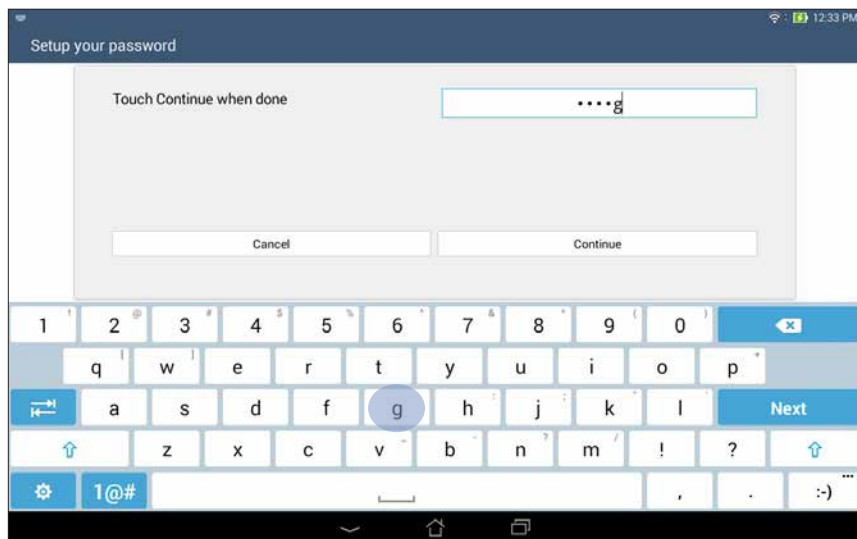 12:33 PM
Setup your password
Touch Continue when done
••••g
Cancel
Continue
1 ! 2 @ 3 # 4 $ 5 % 6 ^ 7 & 8 * 9 ( 0 )
q [ w ] e r t y u i o p +
a s d f g h : j ; k " l ' Next
z x c v _ b - n ? m / ! ?
1@# , . :-) ...